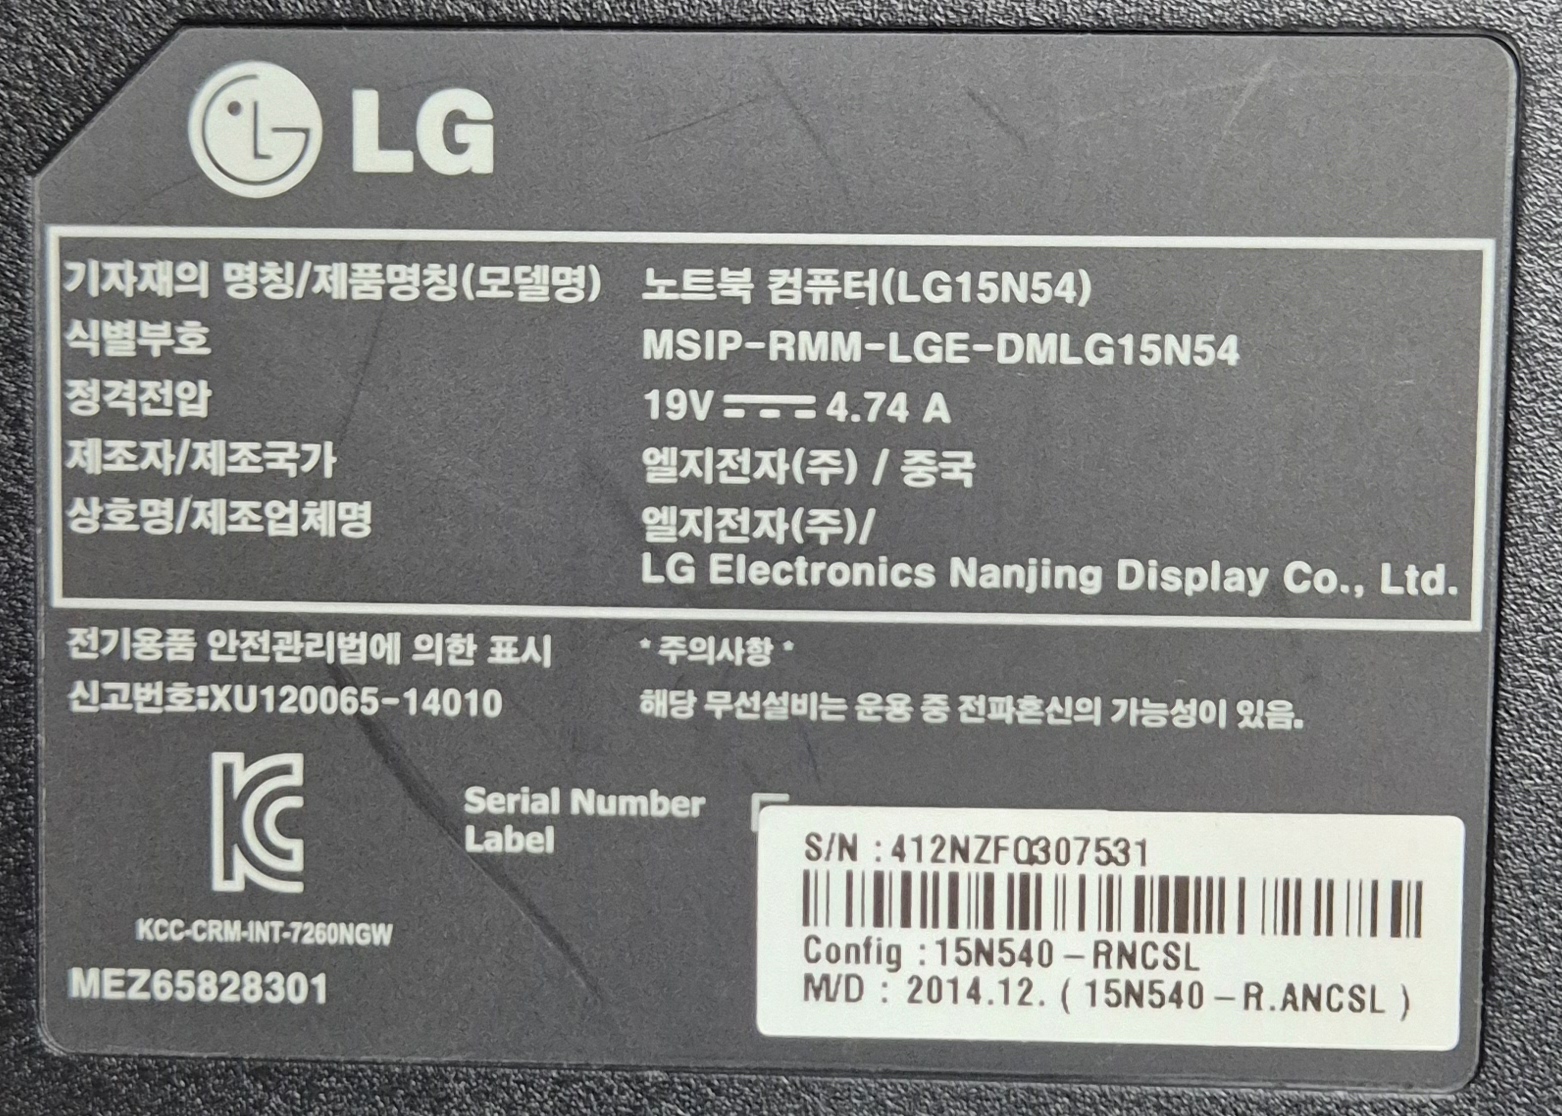 LG
기자재의 명칭/제품명칭(모델명) 노트북 컴퓨터(LG15N54)
식별부호 MSIP-RMM-LGE-DMLG15N54
정격전압 19V 4.74 A
제조자/제조국가 엘지전자(주) / 중국
상호명/제조업체명 엘지전자(주)/
LG Electronics Nanjing Display Co., Ltd.
전기용품 안전관리법에 의한 표시
신고번호:XU120065-14010
* 주의사항 *
해당 무선설비는 운용 중 전파혼신의 가능성이 있음.
KC
KCC-CRM-INT-7260NGW
MEZ65828301
Serial Number
Label
S/N : 412NZFQ307531
Config : 15N540 - RNCSL
M/D : 2014.12. ( 15N540 - R.ANCSL )